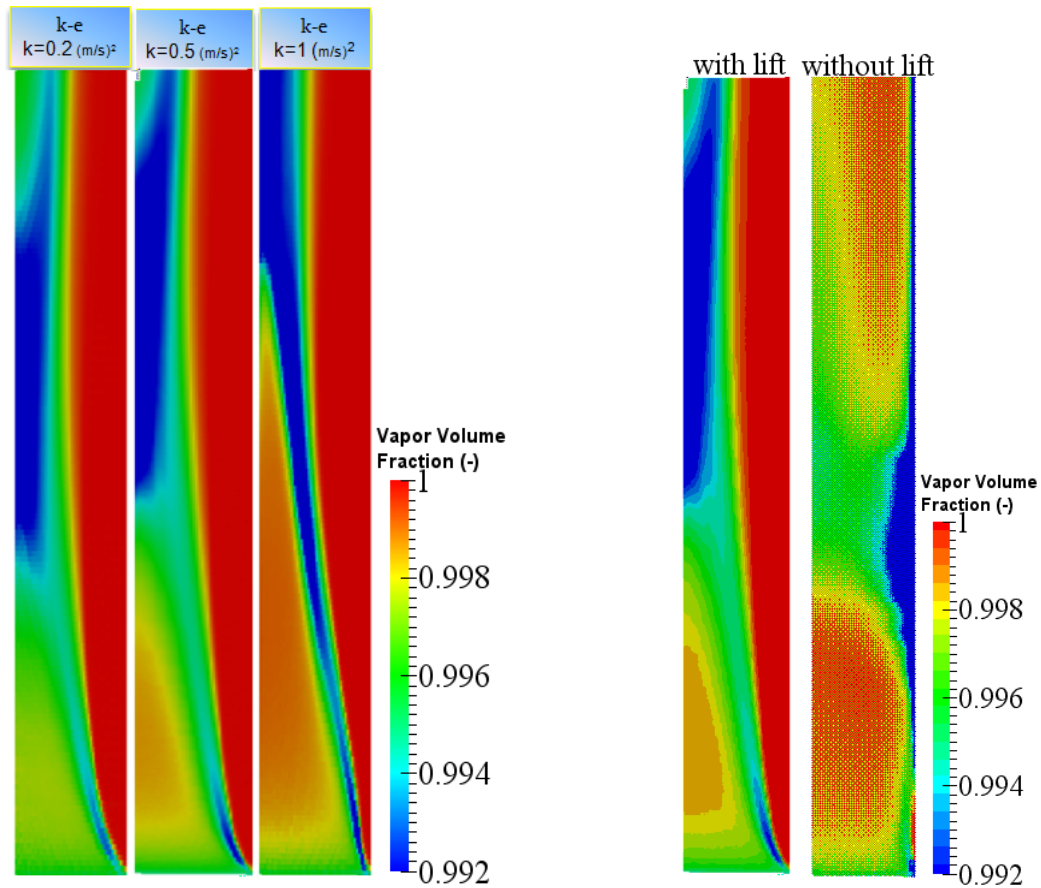 k-e
k=0.2 (m/s)²
k-e
k=0.5 (m/s)²
k-e
k=1 (m/s)²
Vapor Volume
Fraction (-)
1
0.998
0.996
0.994
0.992
with lift
without lift
Vapor Volume
Fraction (-)
1
0.998
0.996
0.994
0.992